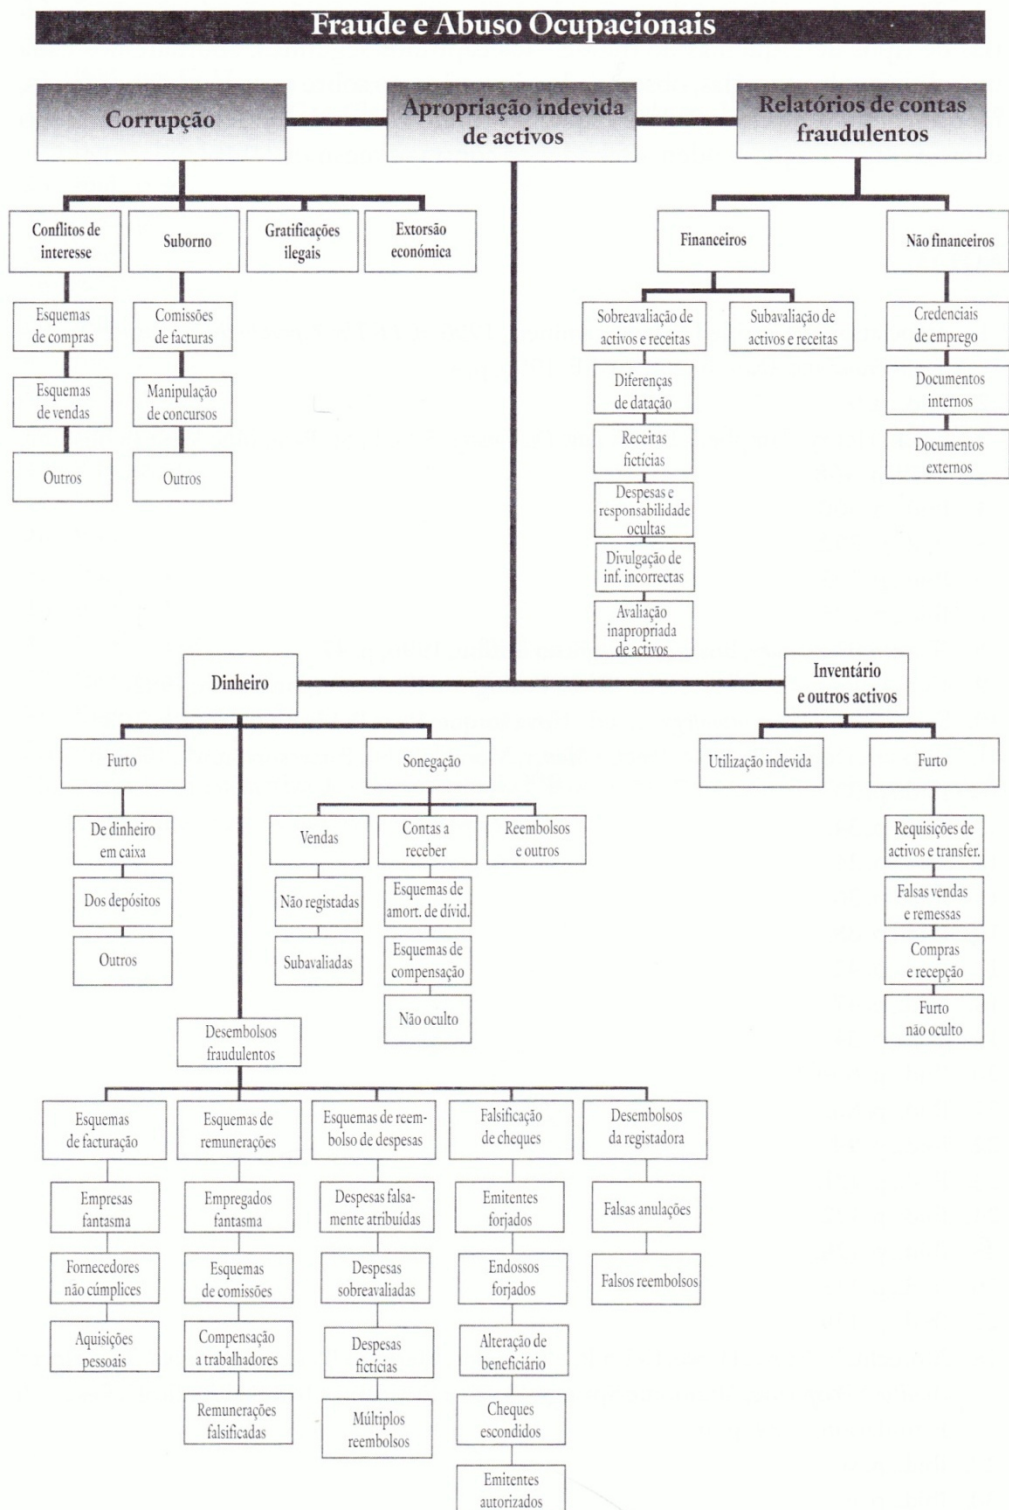 Fraude e Abuso Ocupacionais
Corrupção
Apropriação indevida
de activos
Relatórios de contas
fraudulentos
Conflitos de
interesse
Suborno
Gratificações
ilegais
Extorsão
económica
Esquemas
de compras
Esquemas
de vendas
Outros
Comissões
de facturas
Manipulação
de concursos
Outros
Financeiros
Não financeiros
Sobreavaliação de
activos e receitas
Subavaliação de
activos e receitas
Diferenças
de datação
Receitas
fictícias
Despesas e
responsabilidade
ocultas
Divulgação de
inf. incorrectas
Avaliação
inapropriada
de activos
Credenciais
de emprego
Documentos
internos
Documentos
externos
Dinheiro
Inventário
e outros activos
Furto
De dinheiro
em caixa
Dos depósitos
Outros
Sonegação
Vendas
Não registadas
Subavaliadas
Contas a
receber
Esquemas de
amort. de dívid.
Esquemas de
compensação
Não oculto
Reembolsos
e outros
Utilização indevida
Furto
Requisições de
activos e transfer.
Falsas vendas
e remessas
Compras
e recepção
Furto
não oculto
Desembolsos
fraudulentos
Esquemas
de facturação
Empresas
fantasma
Fornecedores
não cúmplices
Aquisições
pessoais
Esquemas de
remunerações
Empregados
fantasma
Esquemas
de comissões
Compensação
a trabalhadores
Remunerações
falsificadas
Esquemas de reem-
bolso de despesas
Despesas falsa-
mente atribuídas
Despesas
sobreavaliadas
Despesas
fictícias
Múltiplos
reembolsos
Falsificação
de cheques
Emitentes
forjados
Endossos
forjados
Alteração de
beneficiário
Cheques
escondidos
Emitentes
autorizados
Desembolsos
da registadora
Falsas anulações
Falsos reembolsos